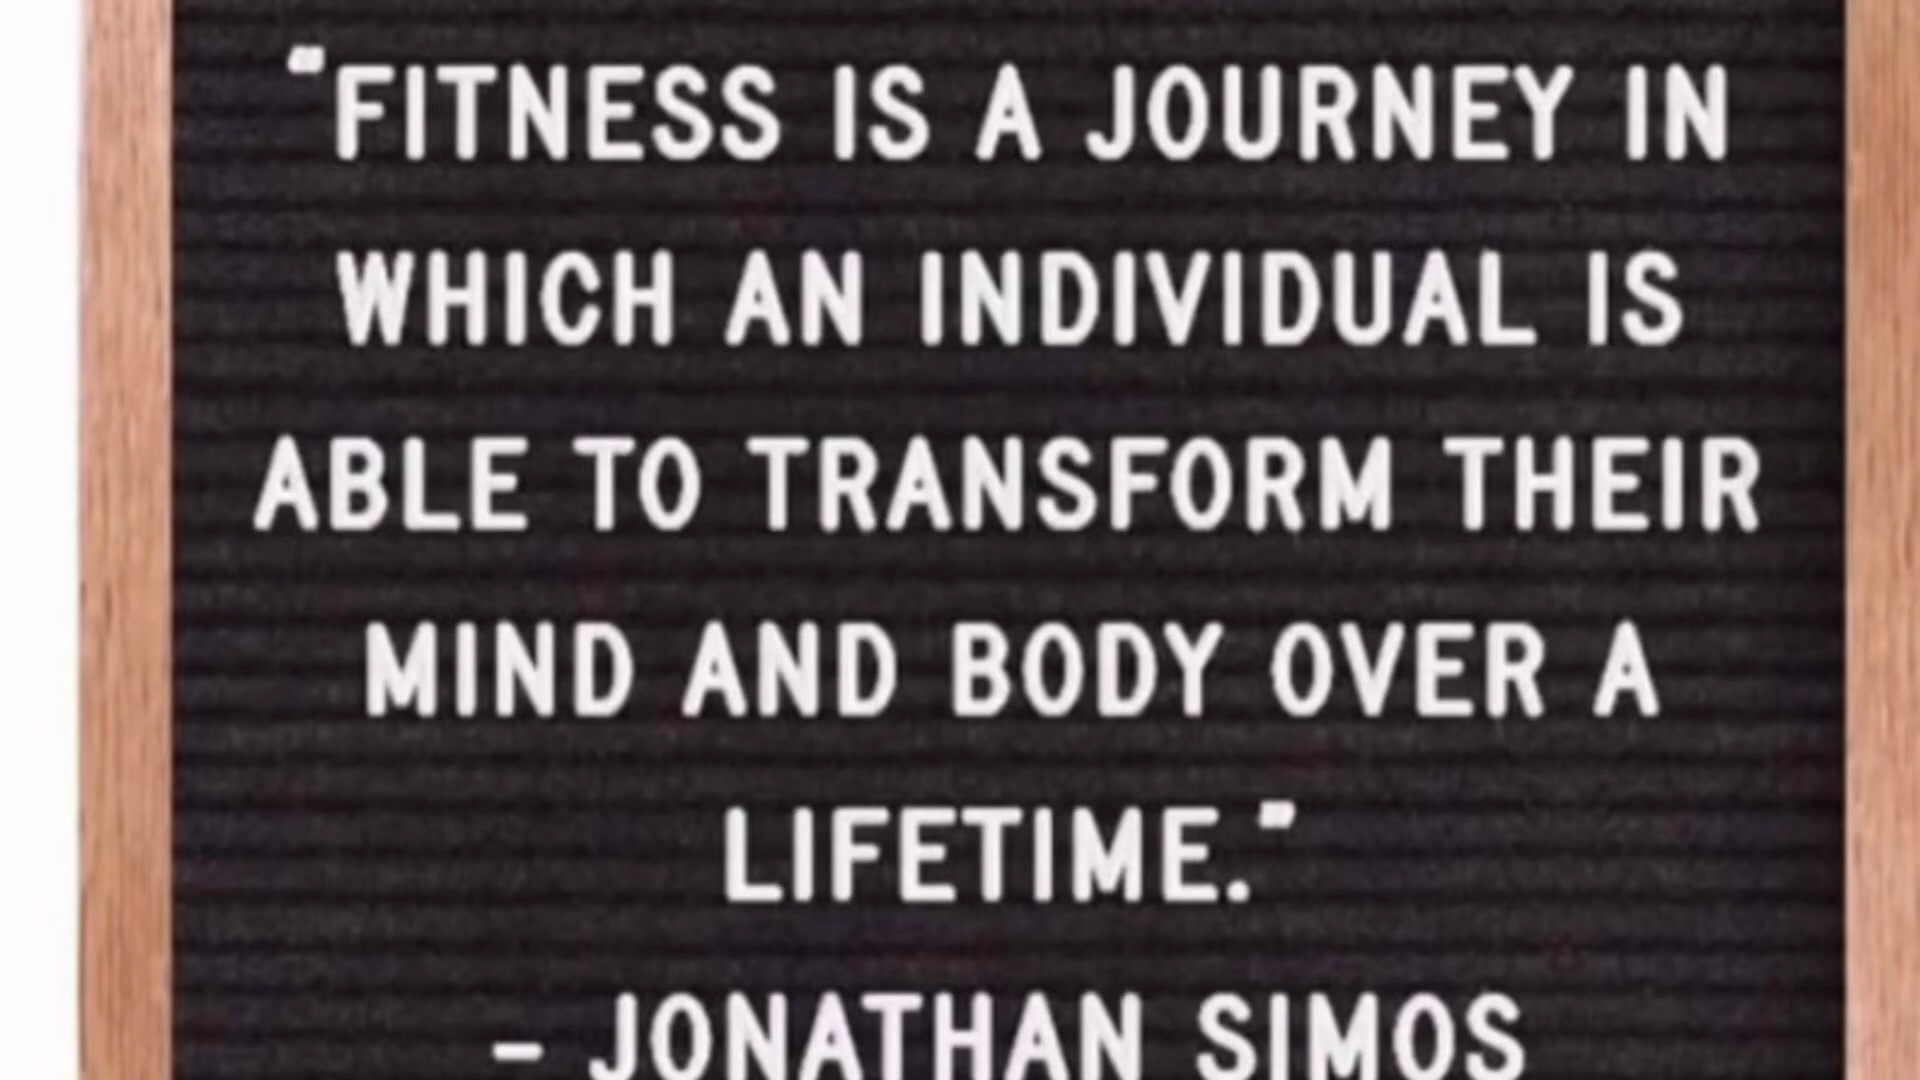 "FITNESS IS A JOURNEY IN
WHICH AN INDIVIDUAL IS
ABLE TO TRANSFORM THEIR
MIND AND BODY OVER A
LIFETIME."
- JONATHAN SIMOS